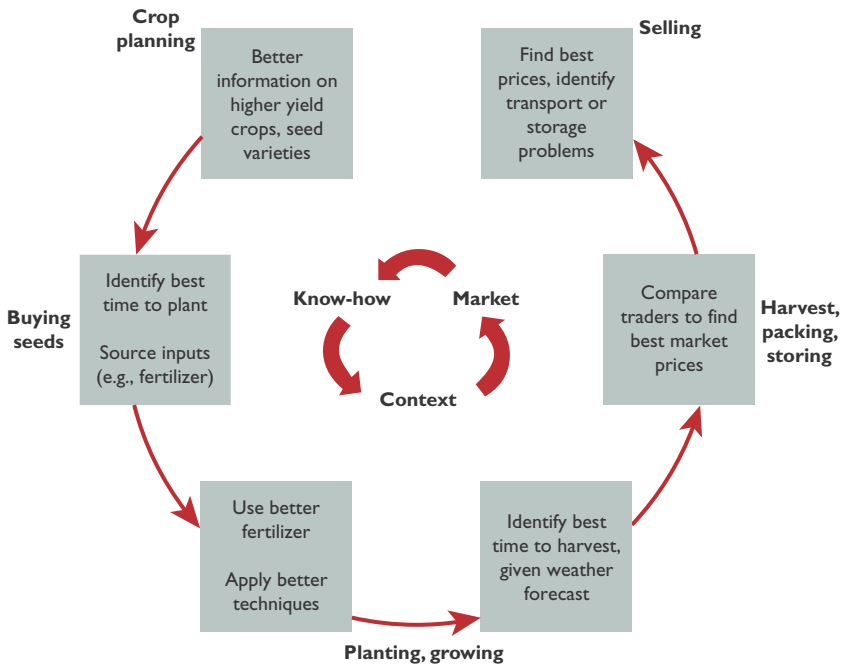 Crop
planning
Better
information on
higher yield
crops, seed
varieties
Selling
Find best
prices, identify
transport or
storage
problems
Buying
seeds
Identify best
time to plant
Source inputs
(e.g., fertilizer)
Know-how
Market
Context
Compare
traders to find
best market
prices
Harvest,
packing,
storing
Use better
fertilizer
Apply better
techniques
Identify best
time to harvest,
given weather
forecast
Planting, growing